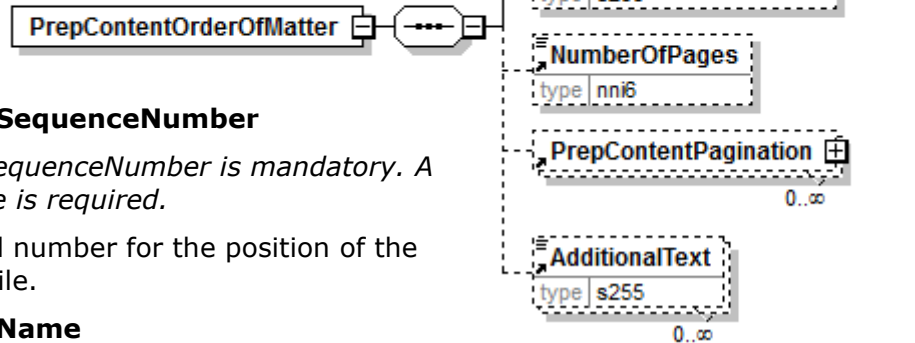 PrepContentOrderOfMatter
SequenceNumber
equenceNumber is mandatory. A
e is required.
l number for the position of the
ile.
Name
NumberOfPages
type nni6
PrepContentPagination
0..∞
AdditionalText
type s255
0..∞